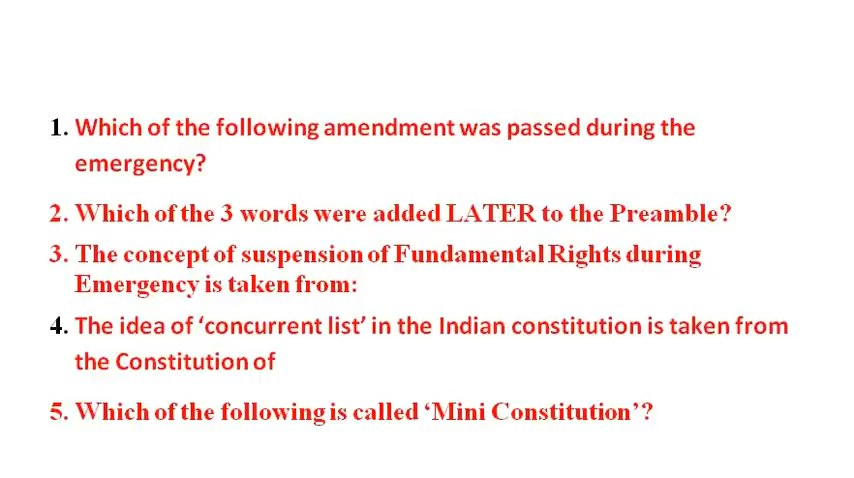 1. Which of the following amendment was passed during the
emergency?
2. Which of the 3 words were added LATER to the Preamble?
3. The concept of suspension of Fundamental Rights during
Emergency is taken from:
4. The idea of ‘concurrent list’ in the Indian constitution is taken from
the Constitution of
5. Which of the following is called ‘Mini Constitution’?